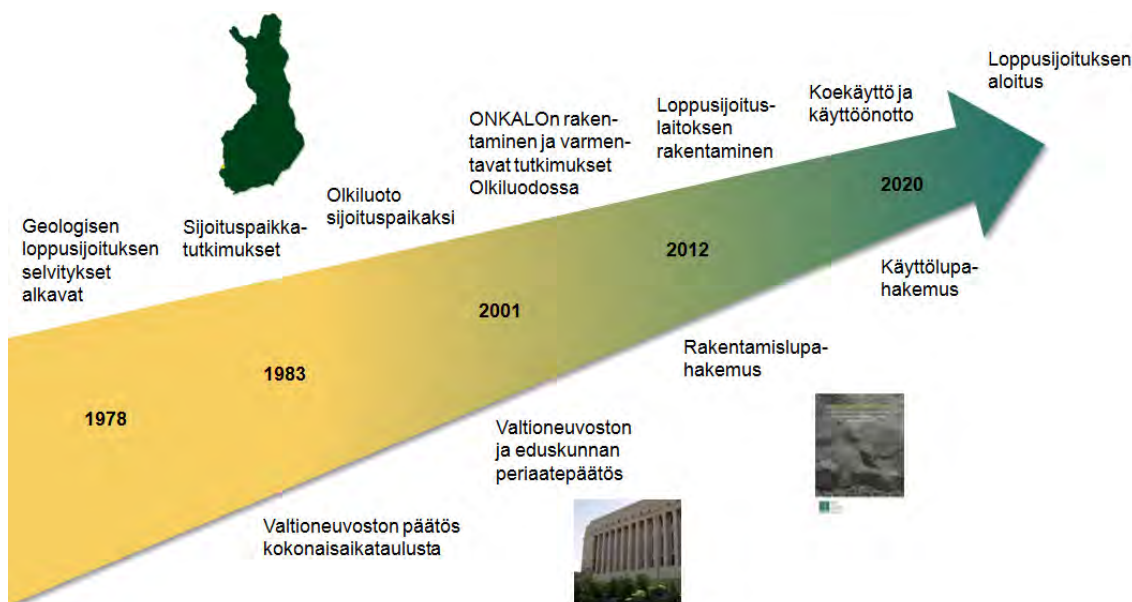 Loppusijoituksen
aloitus
Koekäyttö ja
käyttöönotto
Loppusijoitus-
laitoksen
rakentaminen
ONKALOn raken-
taminen ja varmen-
tavat tutkimukset
Olkiluodossa
Olkiluoto
sijoituspaikaksi
Sijoituspaikka-
tutkimukset
Geologisen
loppusijoituksen
selvitykset
alkavat
1978
1983
2001
2012
2020
Käyttölupa-
hakemus
Rakentamislupa-
hakemus
Valtioneuvoston
ja eduskunnan
periaatepäätös
Valtioneuvoston päätös
kokonaisaikataulusta